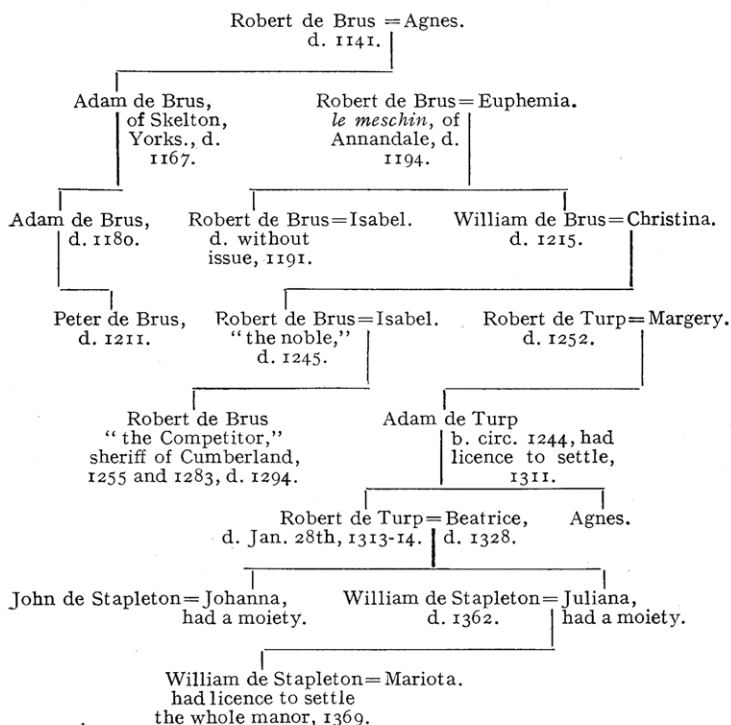 Robert de Brus = Agnes.
d. 1141.
Adam de Brus,
of Skelton,
Yorks., d.
1167.
Robert de Brus = Euphemia.
le meschin, of
Annandale, d.
1194.
Adam de Brus,
d. 1180.
Robert de Brus = Isabel.
d. without
issue, 1191.
William de Brus = Christina.
d. 1215.
Peter de Brus,
d. 1211.
Robert de Brus = Isabel.
"the noble,"
d. 1245.
Robert de Turp = Margery.
d. 1252.
Robert de Brus
"the Competitor,"
sheriff of Cumberland,
1255 and 1283, d. 1294.
Adam de Turp
b. circ. 1244, had
licence to settle,
1311.
Robert de Turp = Beatrice,
d. Jan. 28th, 1313-14. d. 1328.
Agnes.
John de Stapleton = Johanna,
had a moiety.
William de Stapleton = Juliana,
d. 1362. had a moiety.
William de Stapleton = Mariota.
had licence to settle
the whole manor, 1369.